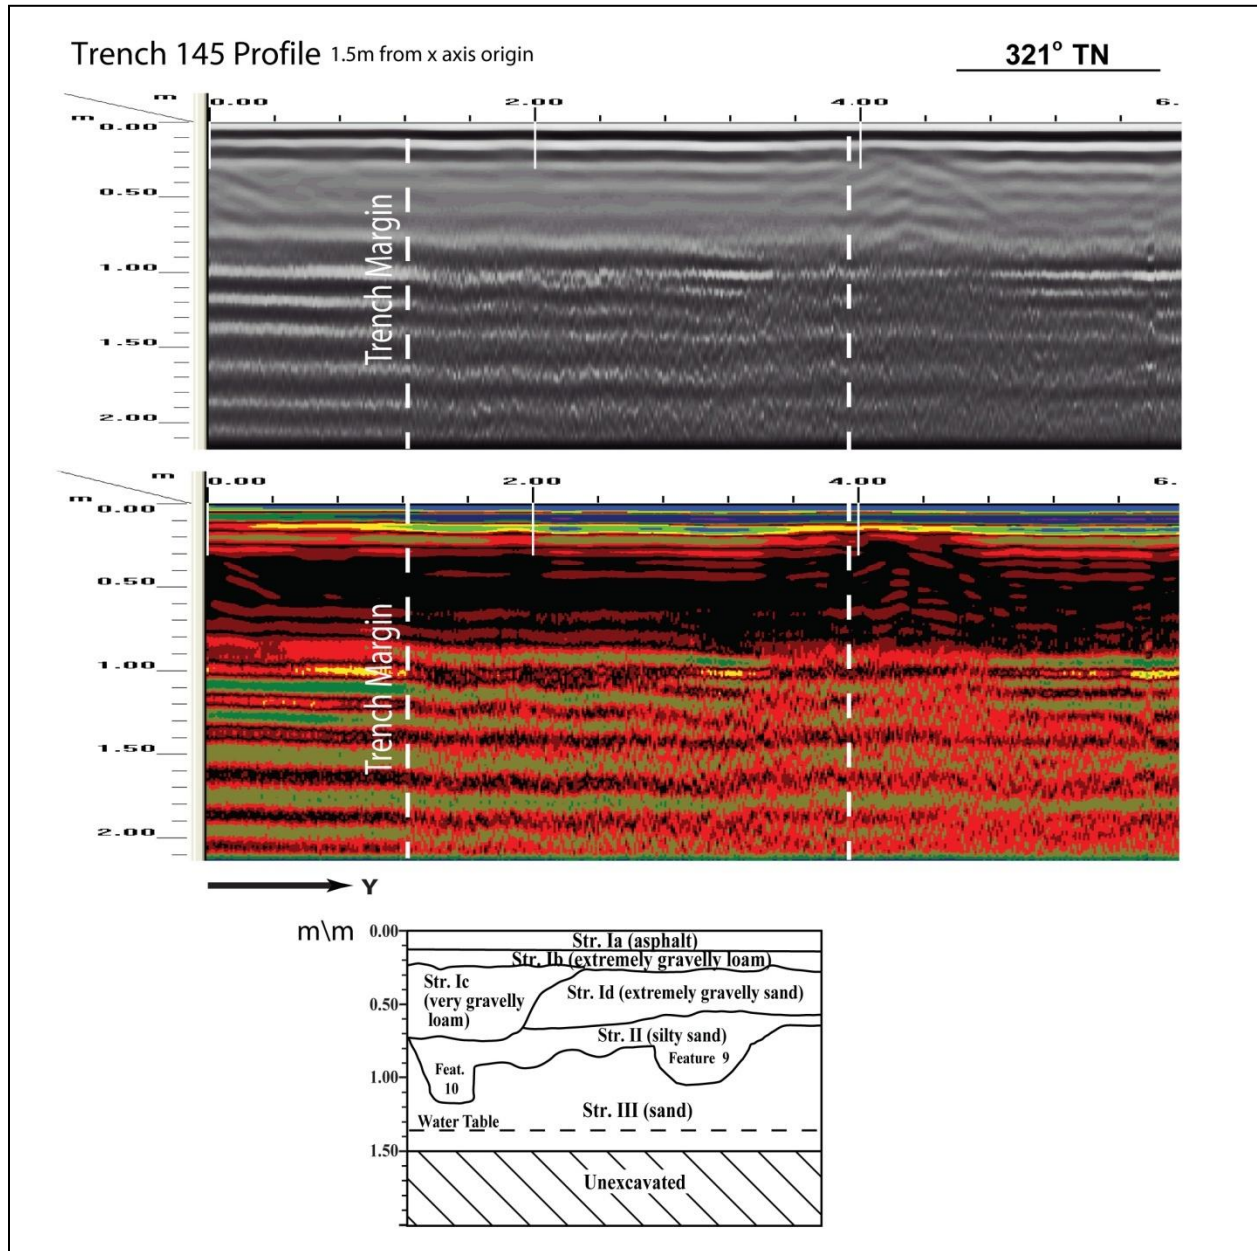 Trench 145 Profile 1.5m from x axis origin
321° TN
m 0.00 2.00 4.00 6.
m
0.00
0.50
1.00
1.50
2.00
Trench Margin
m 0.00 2.00 4.00 6.
m
0.00
0.50
1.00
1.50
2.00
Trench Margin
Y
m\m
0.00
0.50
1.00
1.50
Str. Ia (asphalt)
Str. Ib (extremely gravelly loam)
Str. Ic
(very gravelly
loam)
Str. Id (extremely gravelly sand)
Str. II (silty sand)
Feat.
10
Feature 9
Str. III (sand)
Water Table
Unexcavated